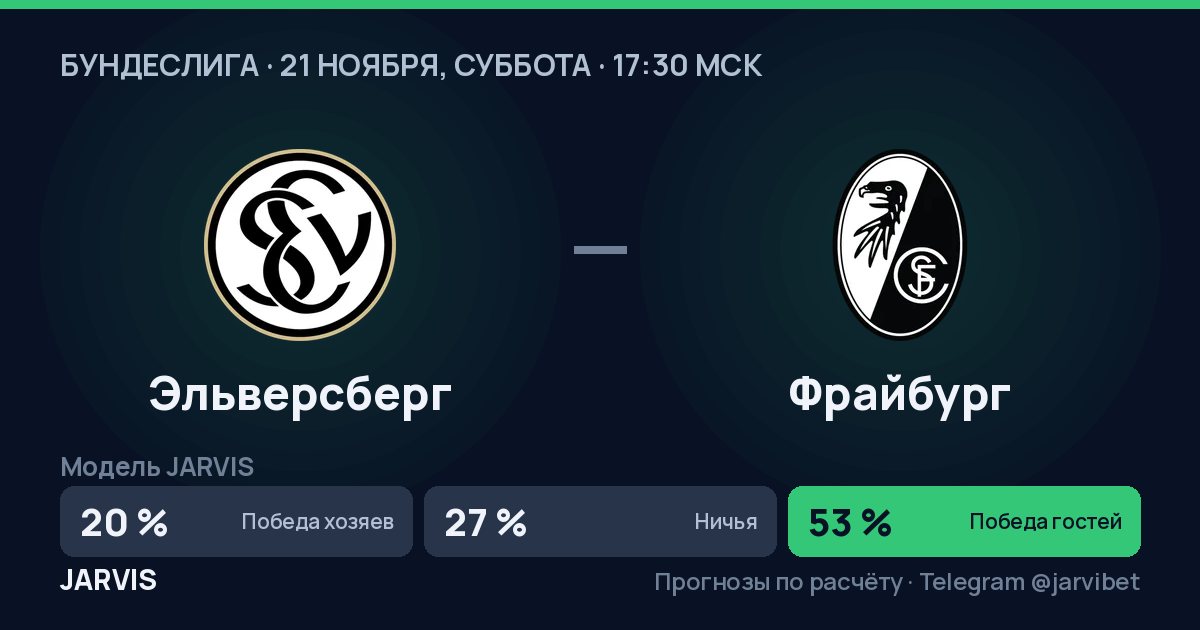 БУНДЕСЛИГА · 21 НОЯБРЯ, СУББОТА · 17:30 МСК
Эльверсберг — Фрайбург
Модель JARVIS
20 % Победа хозяев 27 % Ничья 53 % Победа гостей
JARVIS Прогнозы по расчёту · Telegram @jarvibet